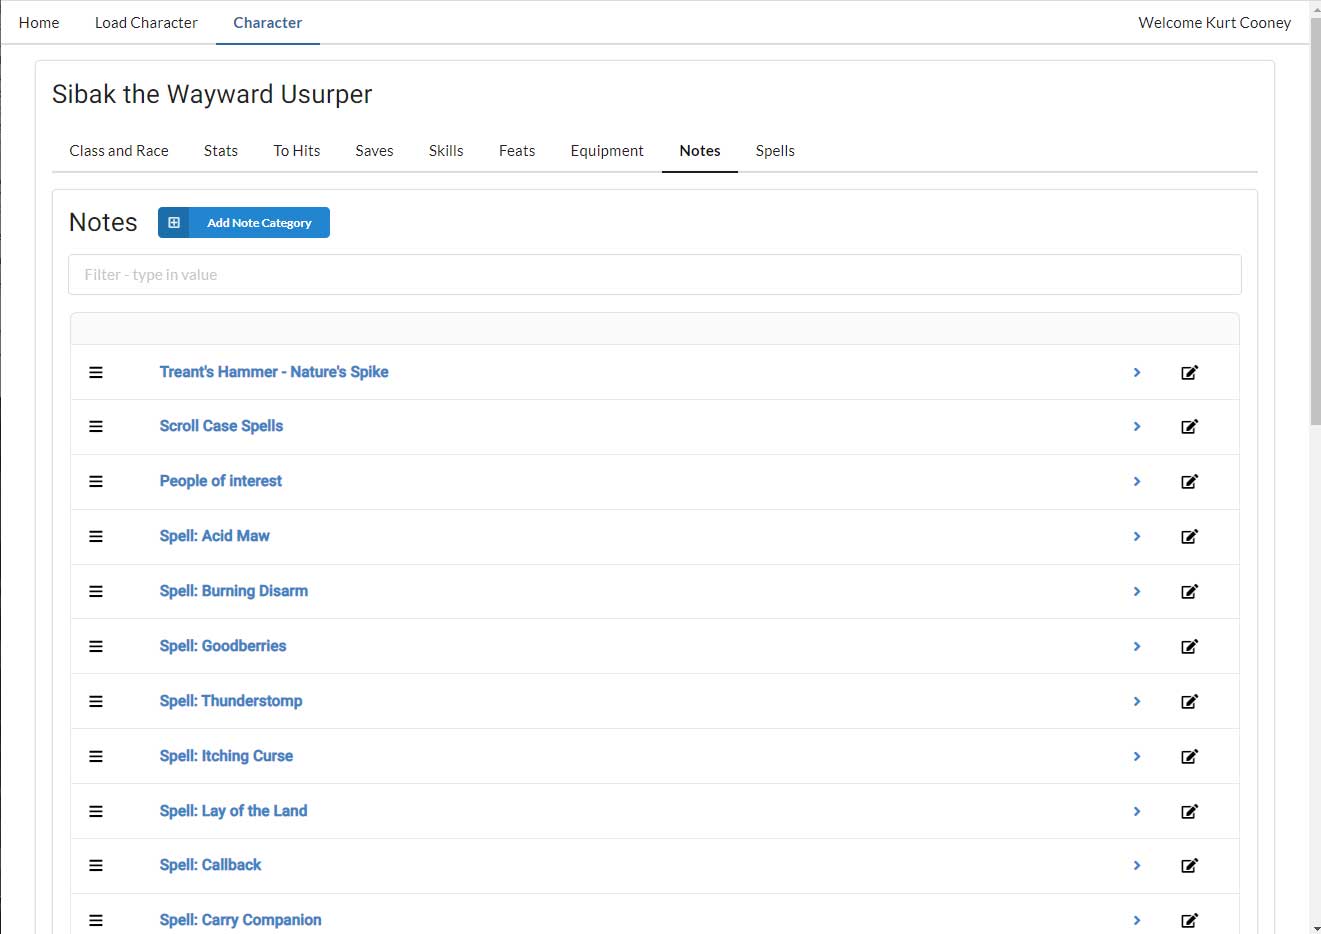 Home Load Character Character Welcome Kurt Cooney
Sibak the Wayward Usurper
Class and Race Stats To Hits Saves Skills Feats Equipment Notes Spells
Notes Add Note Category
Filter - type in value
Treant's Hammer - Nature's Spike
Scroll Case Spells
People of interest
Spell: Acid Maw
Spell: Burning Disarm
Spell: Goodberries
Spell: Thunderstomp
Spell: Itching Curse
Spell: Lay of the Land
Spell: Callback
Spell: Carry Companion